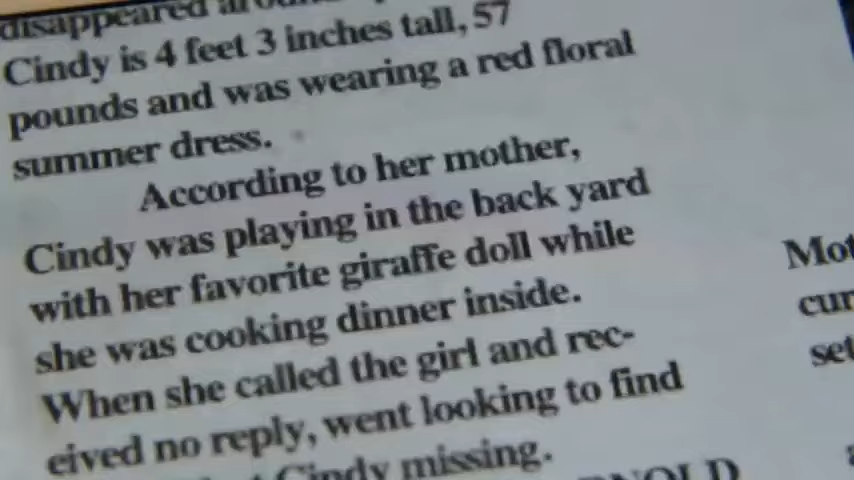 disappeared
Cindy is 4 feet 3 inches tall, 57
pounds and was wearing a red floral
summer dress.
According to her mother,
Cindy was playing in the back yard
with her favorite giraffe doll while
she was cooking dinner inside.
When she called the girl and rec-
eived no reply, went looking to find
Cindy missing.